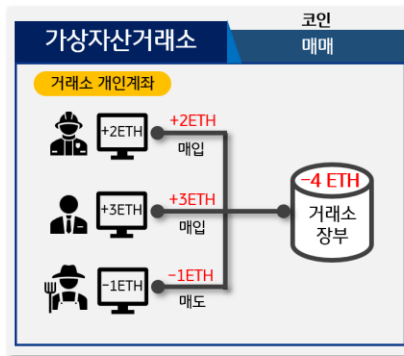 가상자산거래소
코인
매매
거래소 개인계좌
+2ETH
+2ETH
매입
+3ETH
+3ETH
매입
-1ETH
-1ETH
매도
-4 ETH
거래소
장부